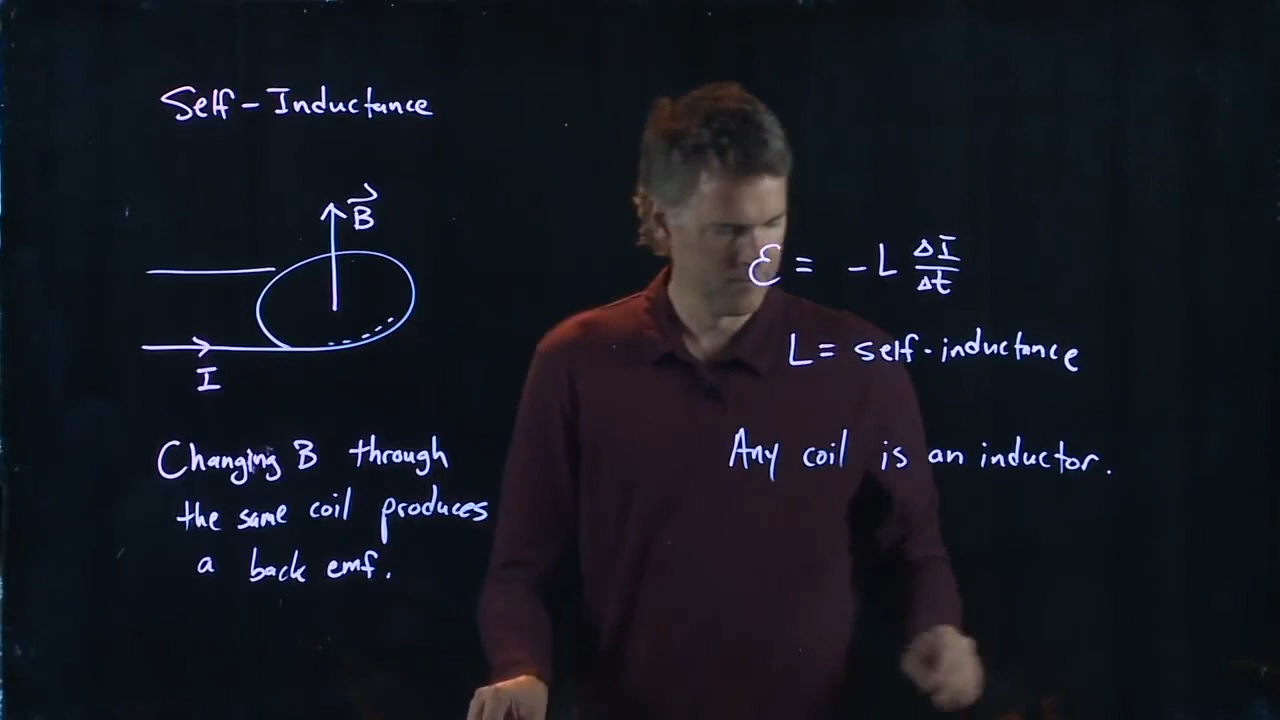 Self-Inductance
B⃗
I
Changing B through
the same coil produces
a back emf.
ℰ = -L ΔI/Δt
L = self-inductance
Any coil is an inductor.